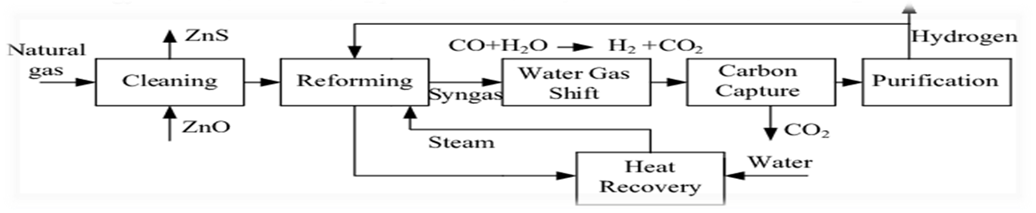 ZnS
Natural
gas
Cleaning
ZnO
Reforming
Syngas
CO+H₂O → H₂ +CO₂
Water Gas
Shift
Carbon
Capture
CO₂
Hydrogen
Purification
Steam
Heat
Recovery
Water